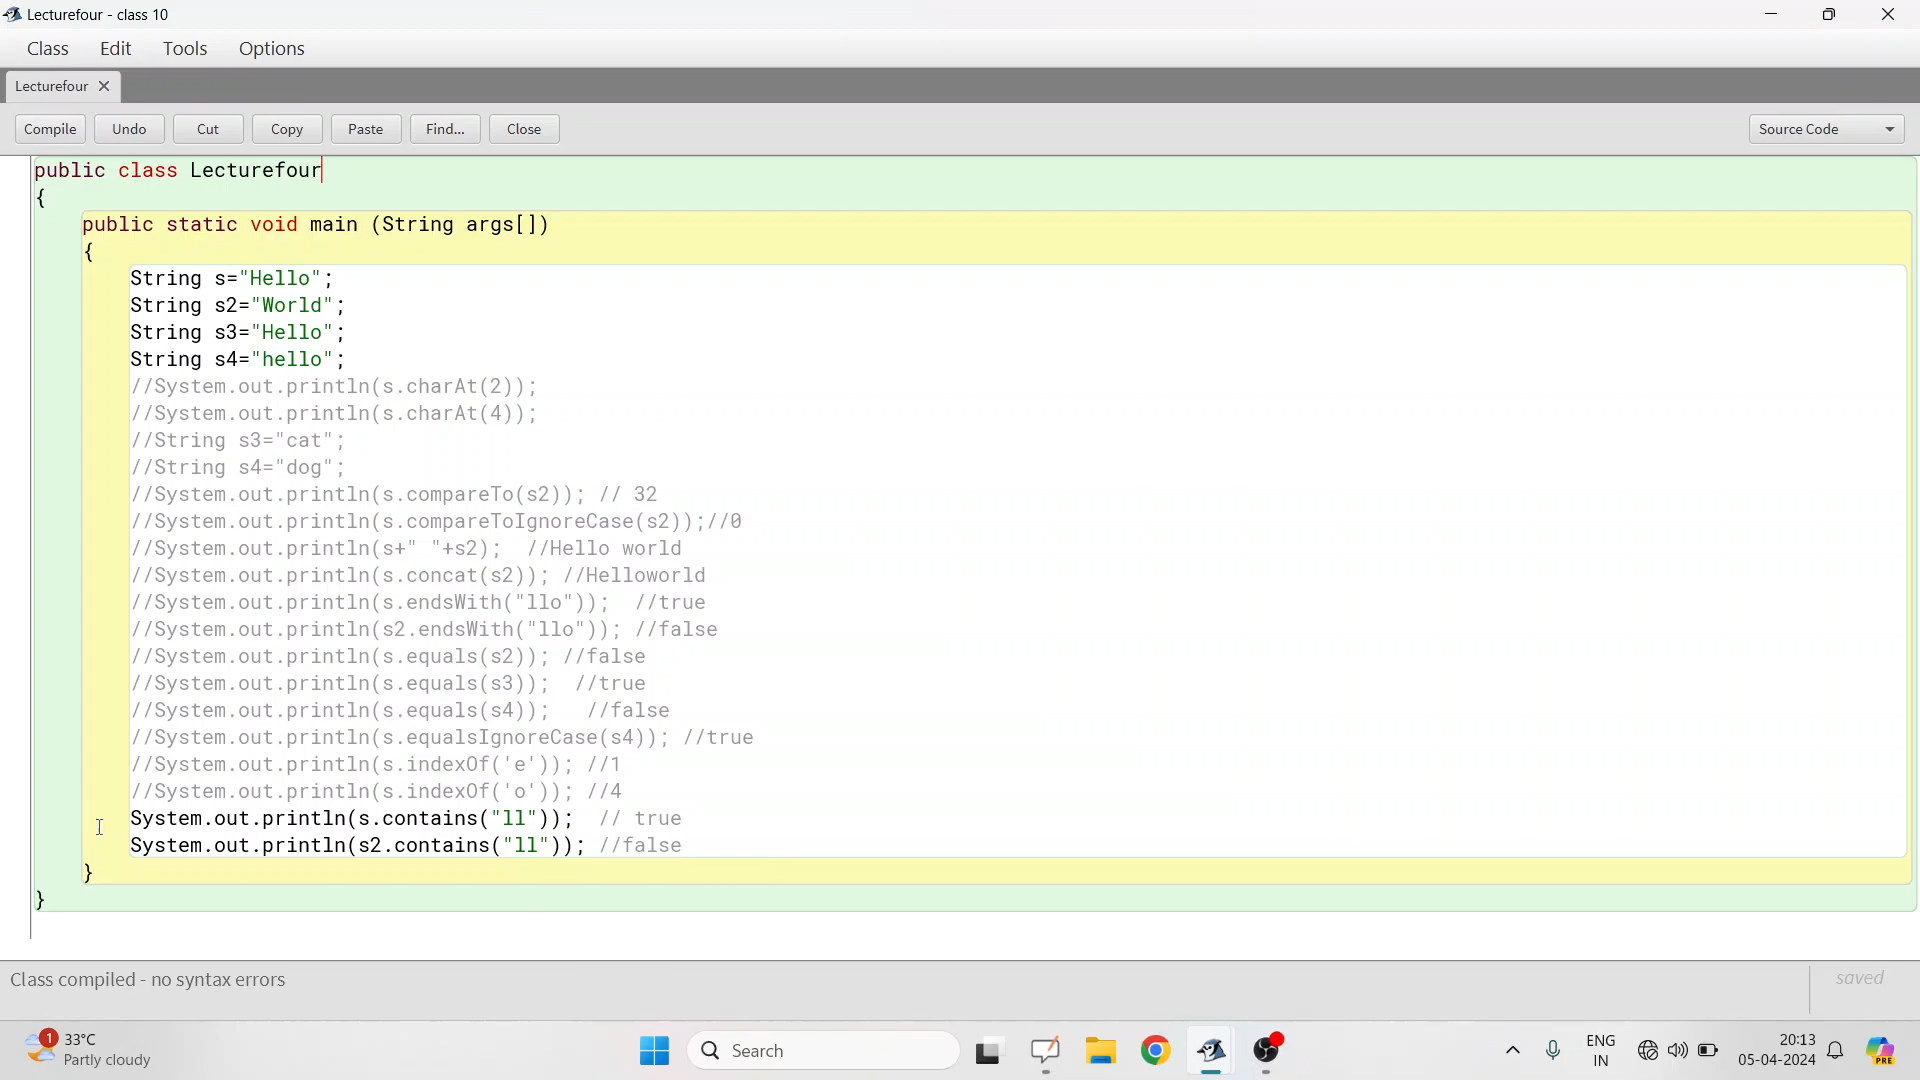 Lecturefour - class 10
Class Edit Tools Options
Lecturefour
Compile Undo Cut Copy Paste Find... Close Source Code
public class Lecturefour
{
public static void main (String args[])
{
String s="Hello";
String s2="World";
String s3="Hello";
String s4="hello";
//System.out.println(s.charAt(2));
//System.out.println(s.charAt(4));
//String s3="cat";
//String s4="dog";
//System.out.println(s.compareTo(s2)); // 32
//System.out.println(s.compareToIgnoreCase(s2));//0
//System.out.println(s+" "+s2);  //Hello world
//System.out.println(s.concat(s2)); //Helloworld
//System.out.println(s.endsWith("llo"));  //true
//System.out.println(s2.endsWith("llo")); //false
//System.out.println(s.equals(s2)); //false
//System.out.println(s.equals(s3));  //true
//System.out.println(s.equals(s4));   //false
//System.out.println(s.equalsIgnoreCase(s4)); //true
//System.out.println(s.indexOf('e')); //1
//System.out.println(s.indexOf('o')); //4
System.out.println(s.contains("ll"));  // true
System.out.println(s2.contains("ll")); //false
}
}
Class compiled - no syntax errors saved
1 33°C
Partly cloudy
Search
ENG
IN
20:13
05-04-2024
PRE